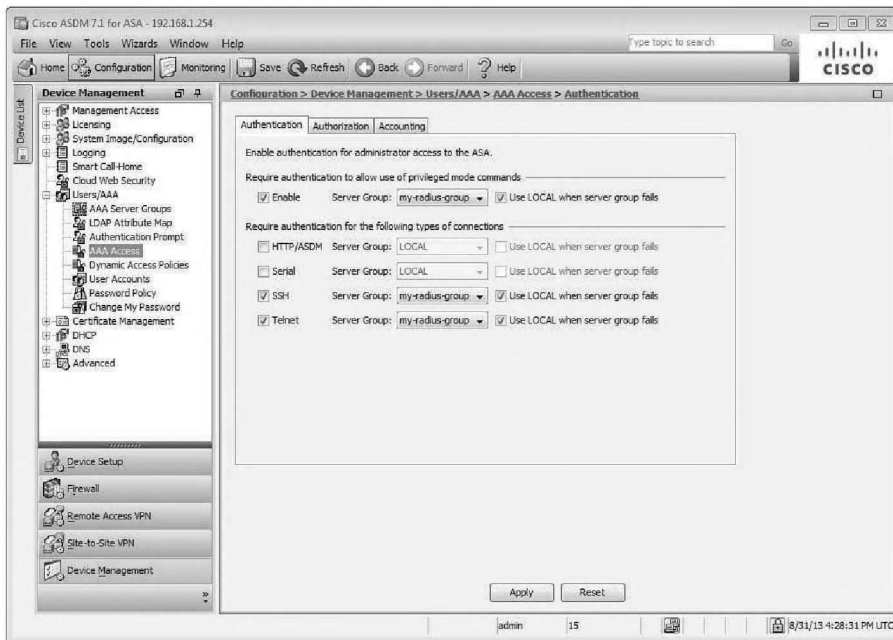 Cisco ASDM 7.1 for ASA - 192.168.1.254
File View Tools Wizards Window Help
Type topic to search Go
Home Configuration Monitoring Save Refresh Back Forward Help
CISCO
Device List
Device Management
Management Access
Licensing
System Image/Configuration
Logging
Smart Call-Home
Cloud Web Security
Users/AAA
AAA Server Groups
LDAP Attribute Map
Authentication Prompt
AAA Access
Dynamic Access Policies
User Accounts
Password Policy
Change My Password
Certificate Management
DHCP
DNS
Advanced
Device Setup
Firewall
Remote Access VPN
Site-to-Site VPN
Device Management
Configuration > Device Management > Users/AAA > AAA Access > Authentication
Authentication Authorization Accounting
Enable authentication for administrator access to the ASA.
Require authentication to allow use of privileged mode commands
Enable Server Group: my-radius-group Use LOCAL when server group fails
Require authentication for the following types of connections
HTTP/ASDM Server Group: LOCAL Use LOCAL when server group fails
Serial Server Group: LOCAL Use LOCAL when server group fails
SSH Server Group: my-radius-group Use LOCAL when server group fails
Telnet Server Group: my-radius-group Use LOCAL when server group fails
Apply Reset
admin 15 8/31/13 4:28:31 PM UTC